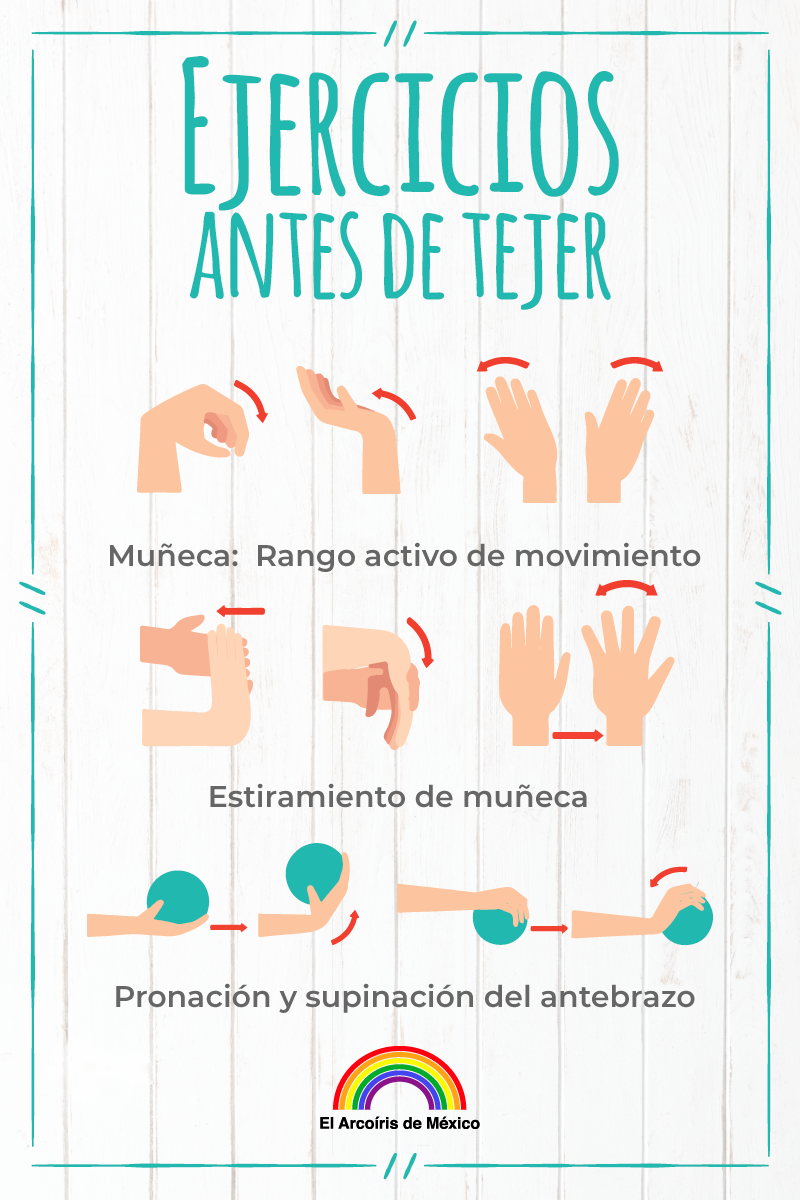 EJERCICIOS
ANTES DE TEJER
Muñeca: Rango activo de movimiento
Estiramiento de muñeca
Pronación y supinación del antebrazo
El Arcoíris de México